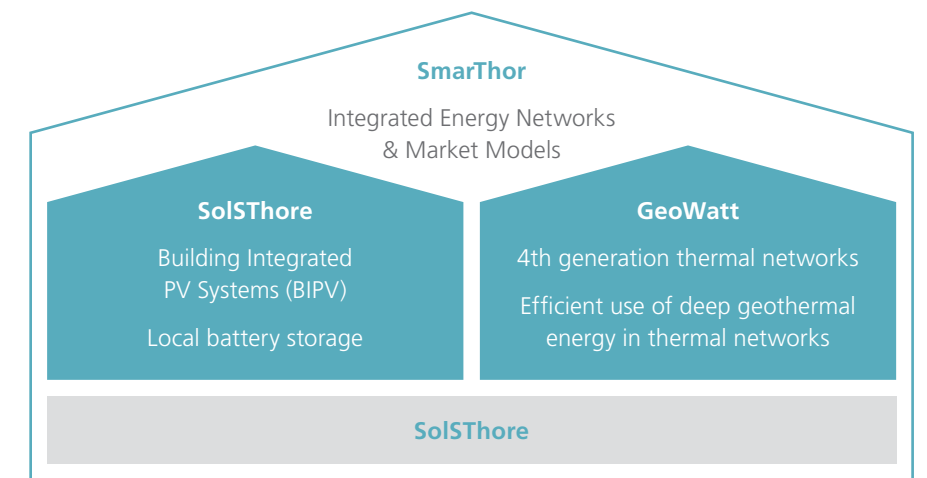 SmarThor
Integrated Energy Networks
& Market Models
SolSThore
Building Integrated
PV Systems (BIPV)
Local battery storage
GeoWatt
4th generation thermal networks
Efficient use of deep geothermal
energy in thermal networks
SolSThore